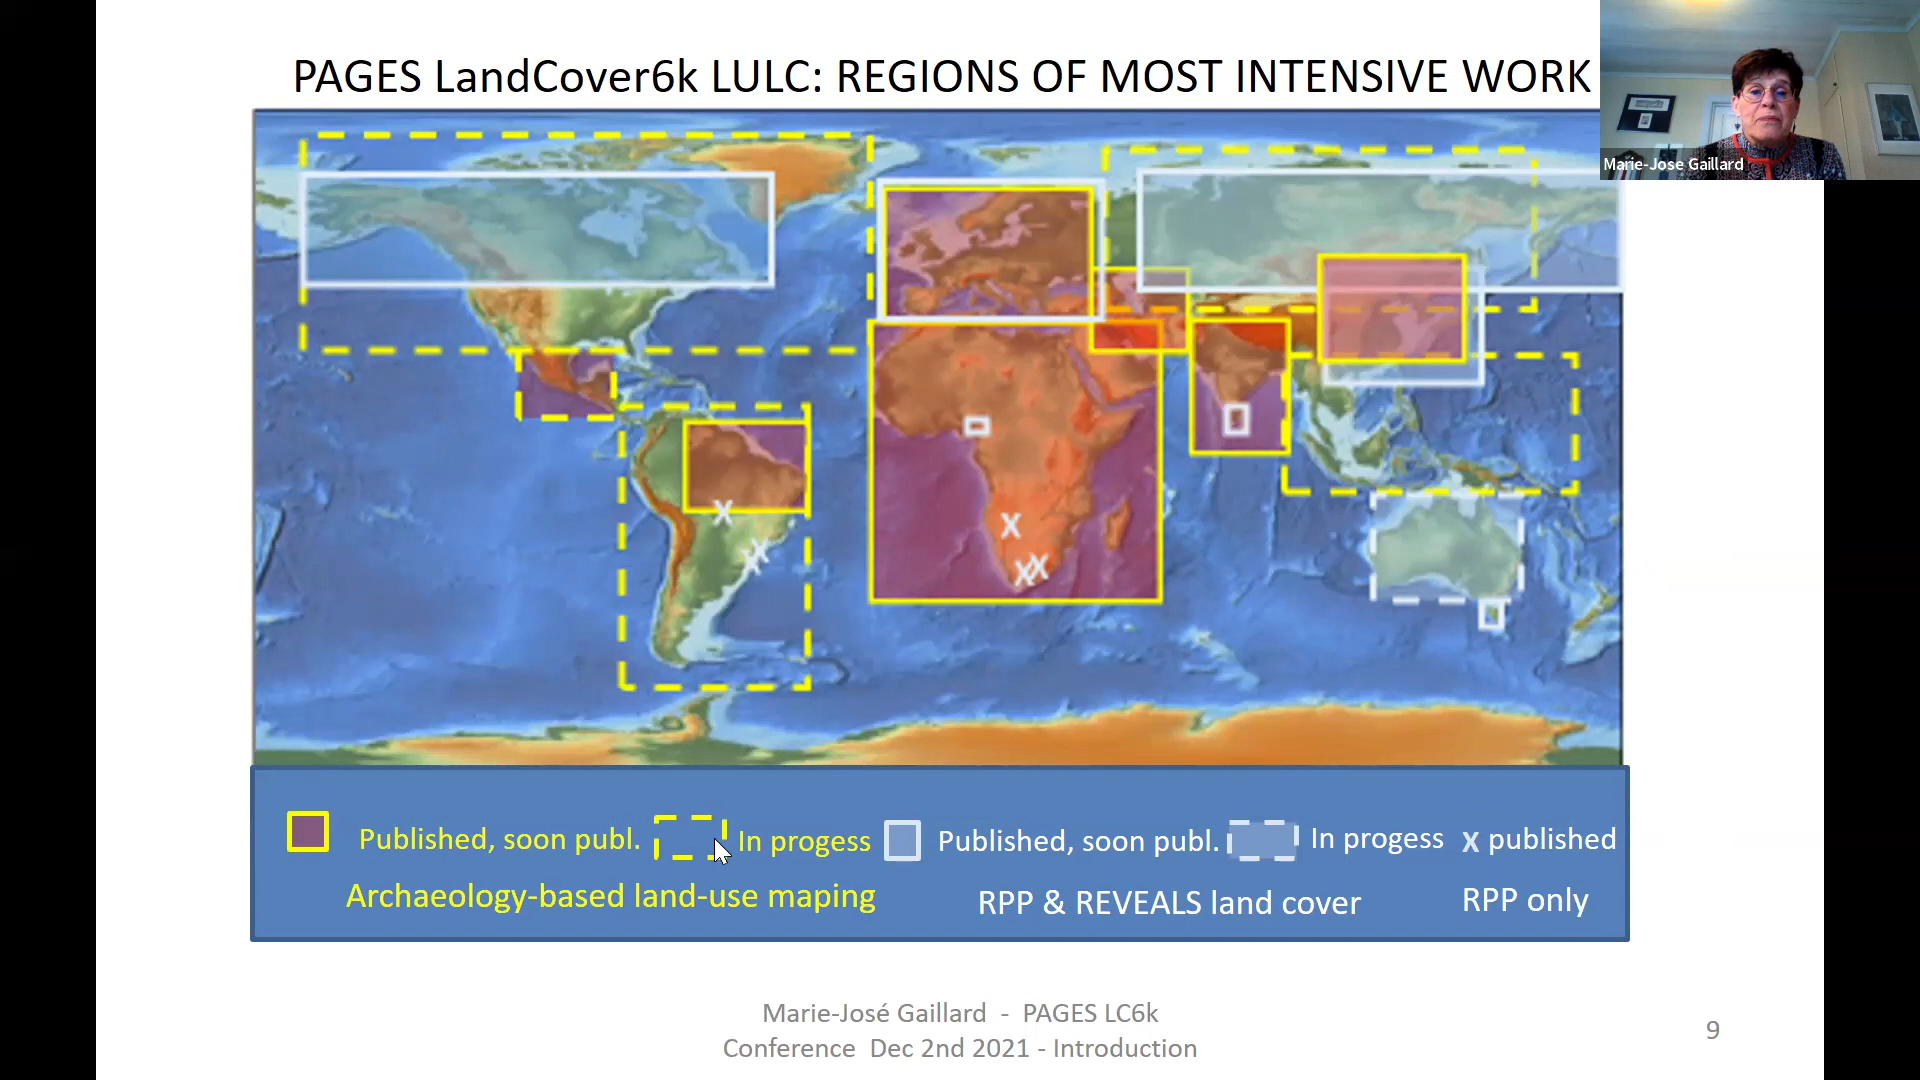 PAGES LandCover6k LULC: REGIONS OF MOST INTENSIVE WORK
Marie-Jose Gaillard
X
X
X
X
X
X
Published, soon publ.
In progess
Published, soon publ.
In progess
X published
Archaeology-based land-use maping
RPP & REVEALS land cover
RPP only
Marie-José Gaillard - PAGES LC6k
Conference Dec 2nd 2021 - Introduction
9